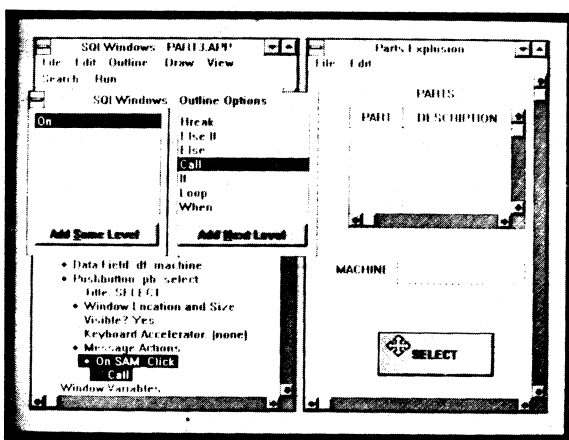 SQLWindows PART3.APP
File Edit Outline Draw View
Search Run
SQLWindows Outline Options
On
Break
Else If
Else
Call
If
Loop
When
Add Same Level
Add Next Level
Data Field: df_machine
Pushbutton: pb_select
Title: SELECT
Window Location and Size
Visible? Yes
Keyboard Accelerator: (none)
Message Actions
On SAM_Click
Call
Window Variables
Parts Explosion
File Edit
PARTS
PART DESCRIPTION
MACHINE
SELECT